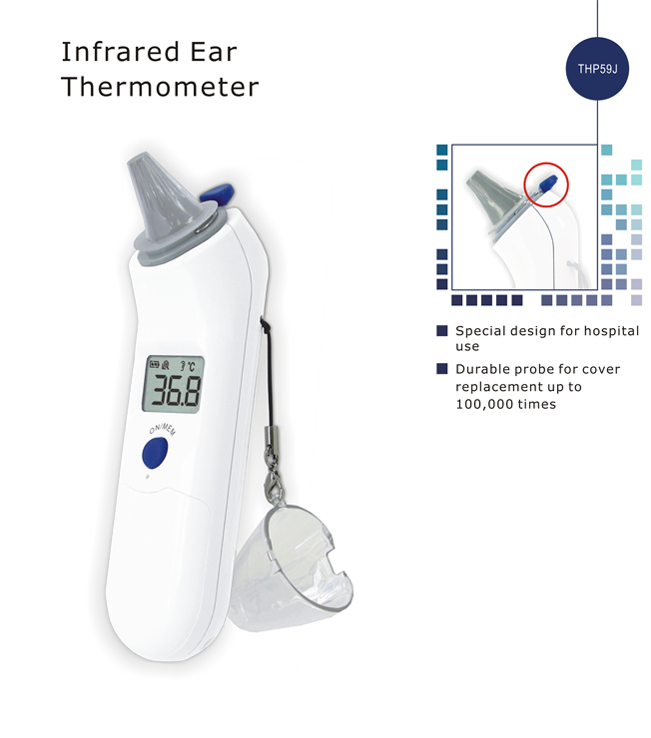 Infrared Ear
Thermometer
THP59J
Special design for hospital
use
Durable probe for cover
replacement up to
100,000 times
°C
36.8
ON/MEM